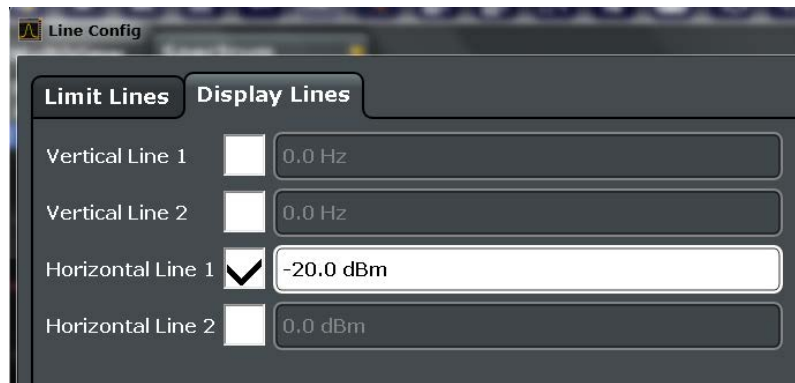 Line Config
Limit Lines
Display Lines
Vertical Line 1
0.0 Hz
Vertical Line 2
0.0 Hz
Horizontal Line 1
-20.0 dBm
Horizontal Line 2
0.0 dBm